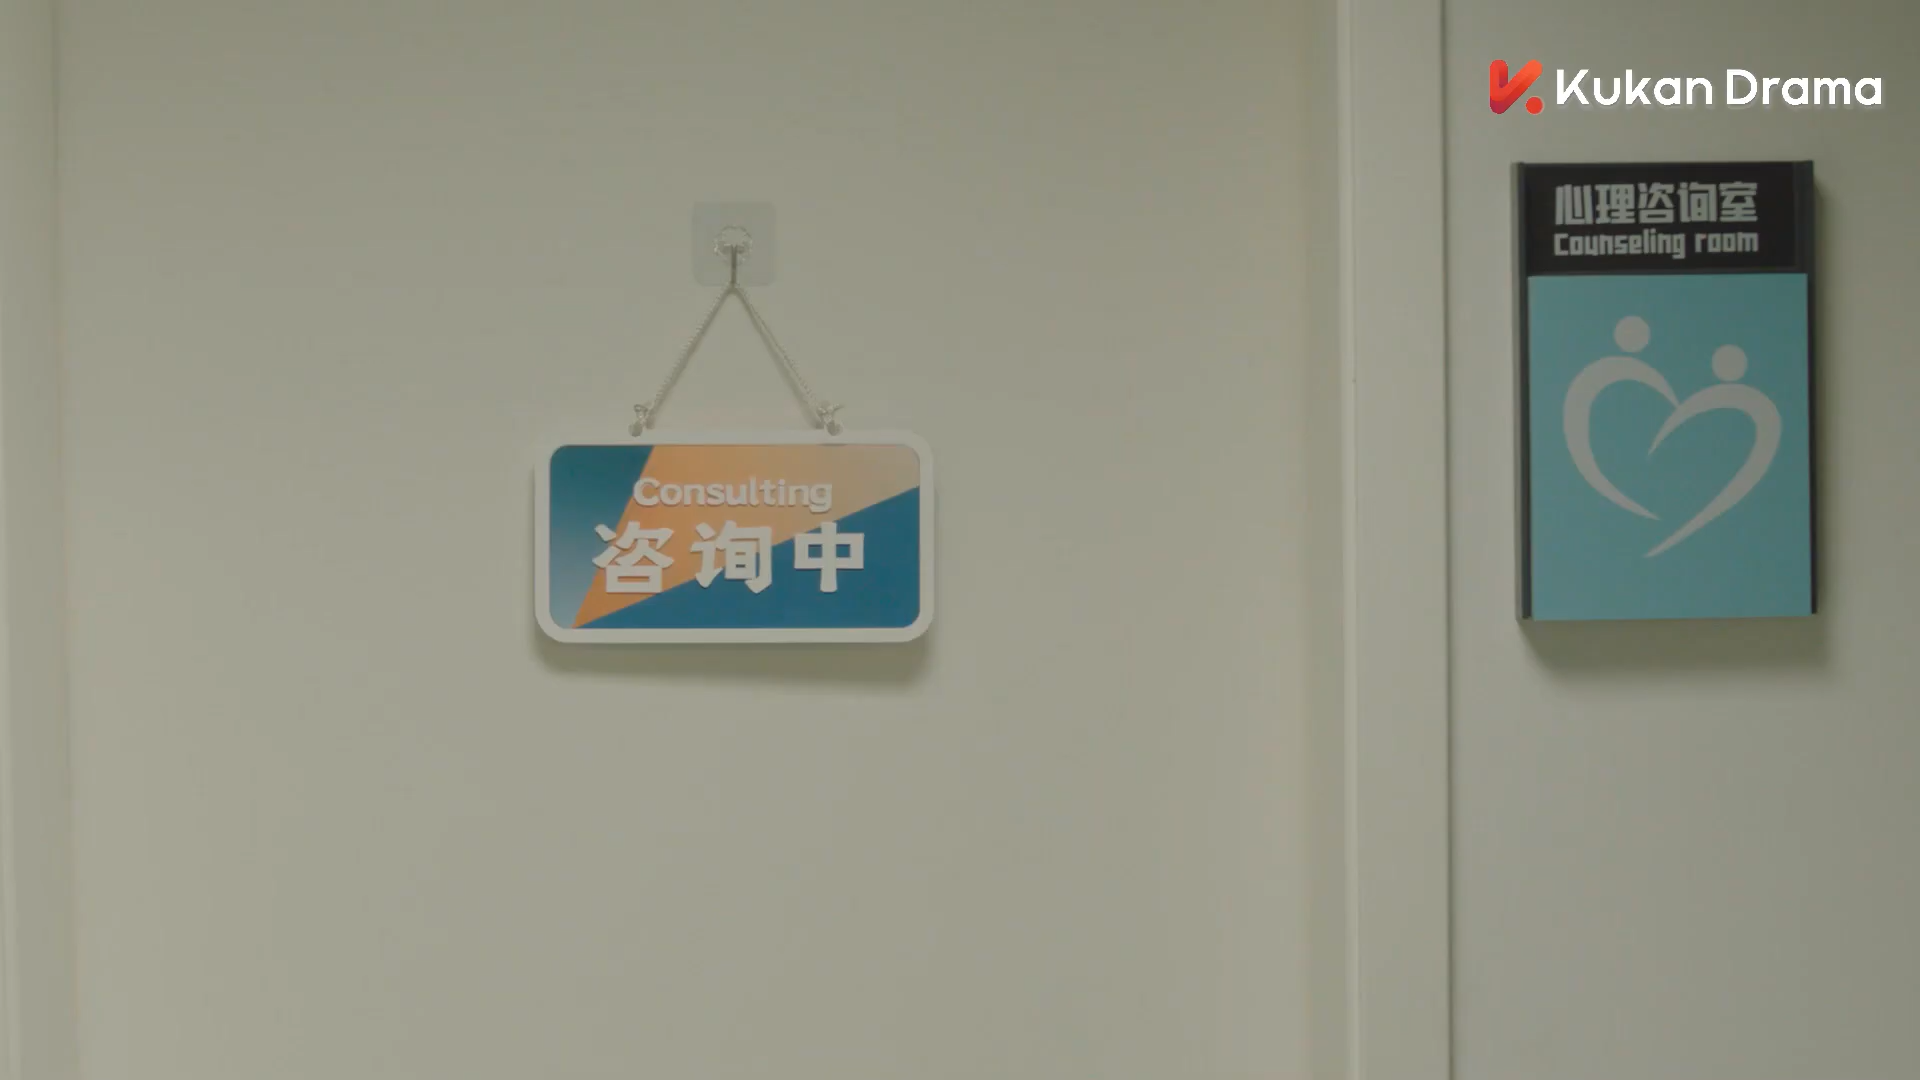 Kukan Drama
心理咨询室
Counseling room
Consulting
咨询中